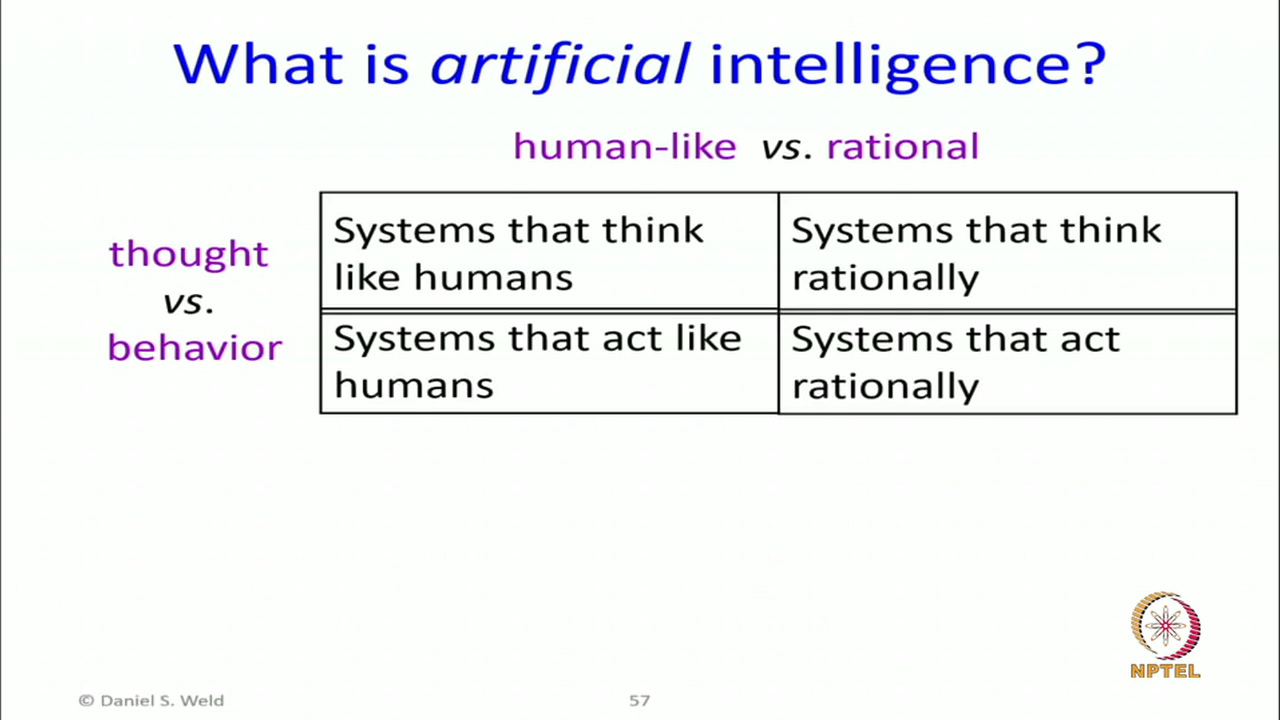 What is artificial intelligence?
human-like vs. rational
thought
vs.
behavior
Systems that think
like humans
Systems that think
rationally
Systems that act like
humans
Systems that act
rationally
NPTEL
© Daniel S. Weld
57